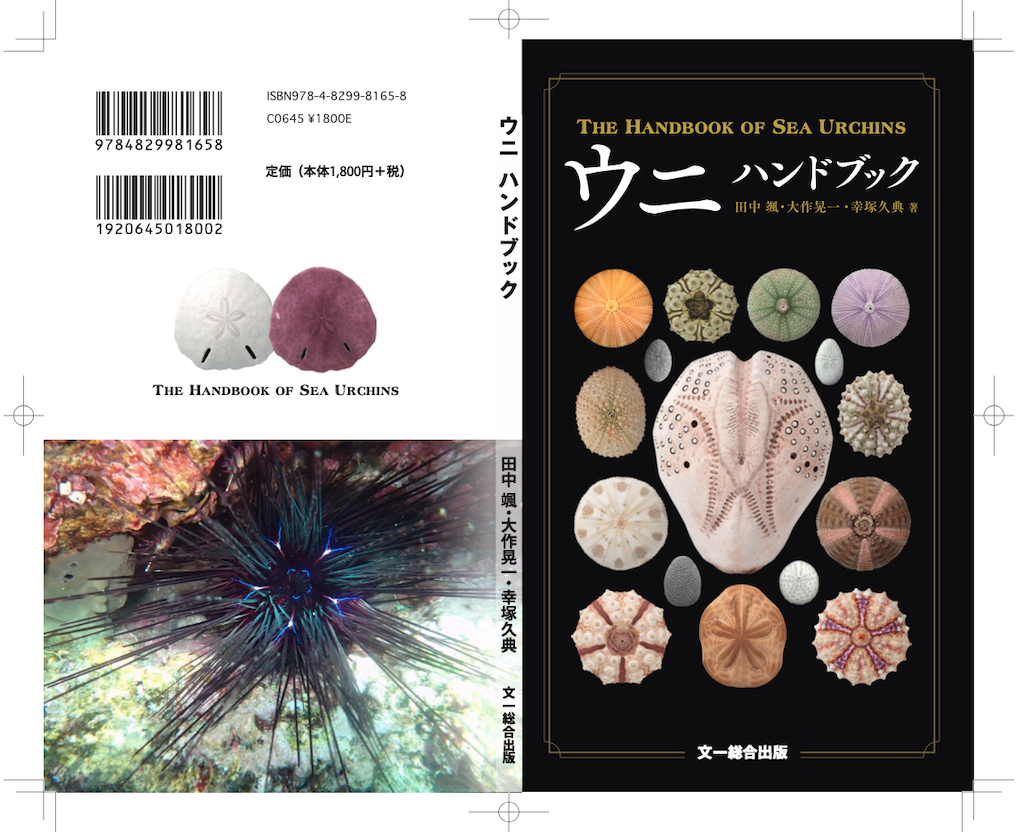 9784829981658
ISBN978-4-8299-8165-8
C0645 ¥1800E
定価（本体1,800円＋税）
1920645018002
THE HANDBOOK OF SEA URCHINS
ウニ ハンドブック
田中 颯・大作晃一・幸塚久典
文一総合出版
THE HANDBOOK OF SEA URCHINS
ウニ ハンドブック
田中 颯・大作晃一・幸塚久典 著
文一総合出版